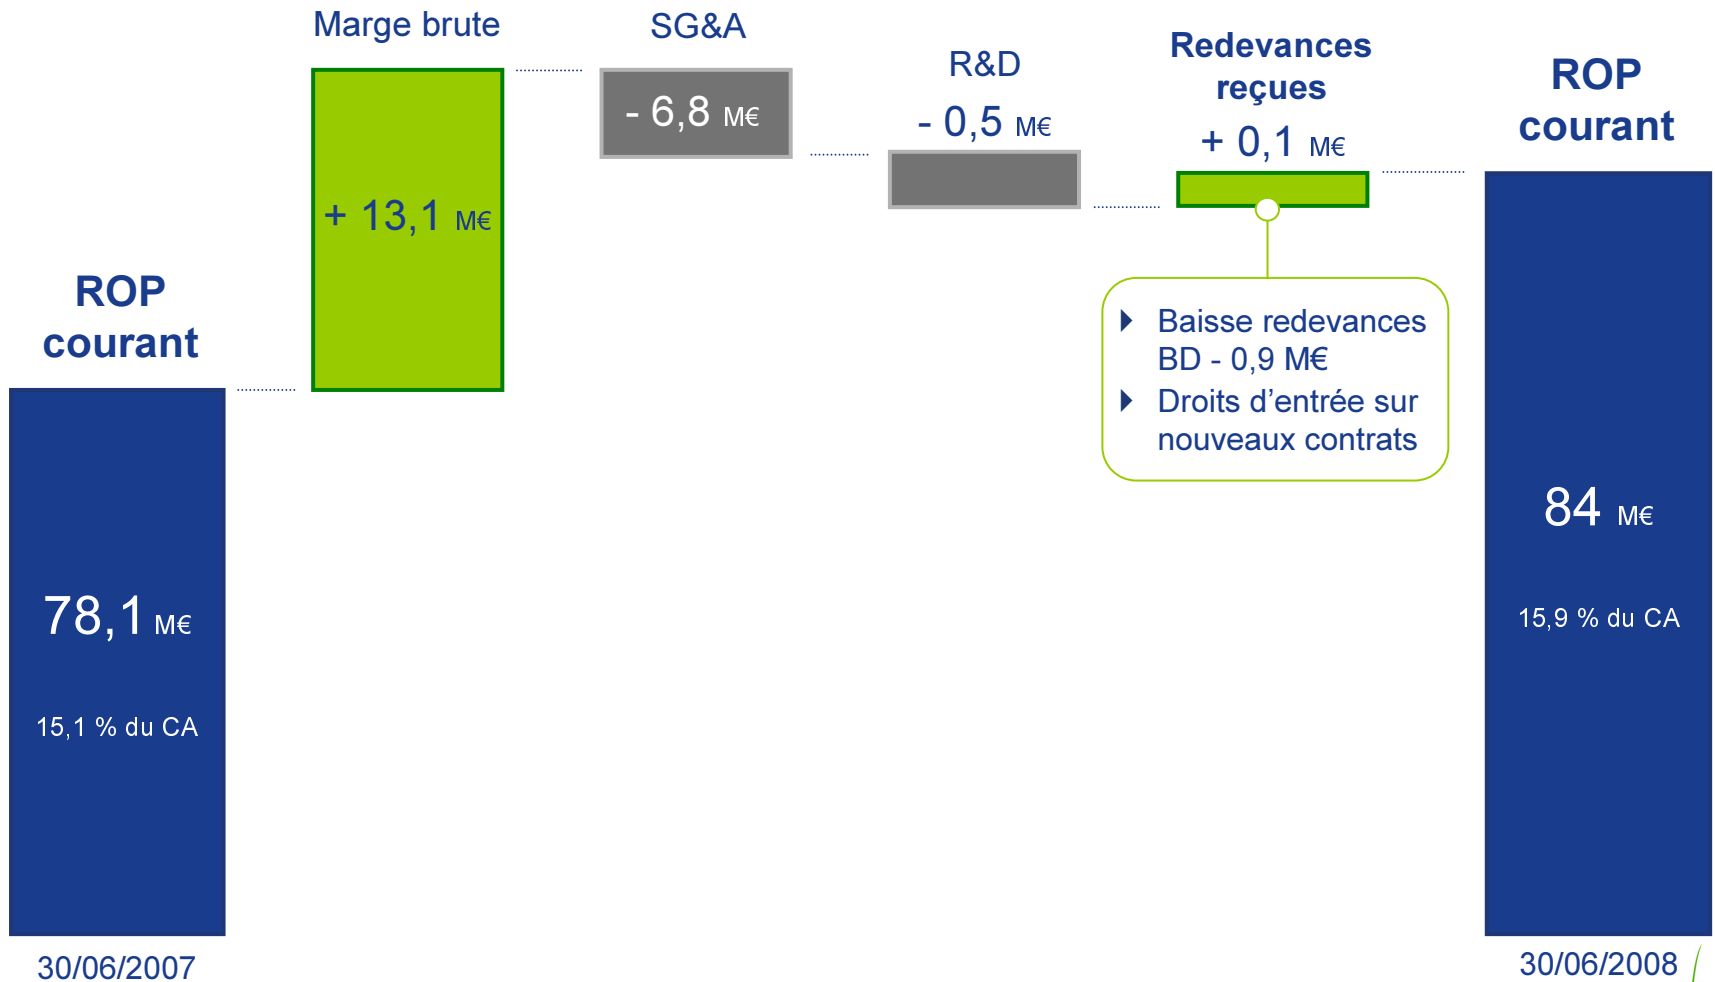 ROP
courant
78,1 M€
15,1 % du CA
30/06/2007
Marge brute
+ 13,1 M€
SG&A
- 6,8 M€
R&D
- 0,5 M€
Redevances
reçues
+ 0,1 M€
Baisse redevances
BD - 0,9 M€
Droits d’entrée sur
nouveaux contrats
ROP
courant
84 M€
15,9 % du CA
30/06/2008